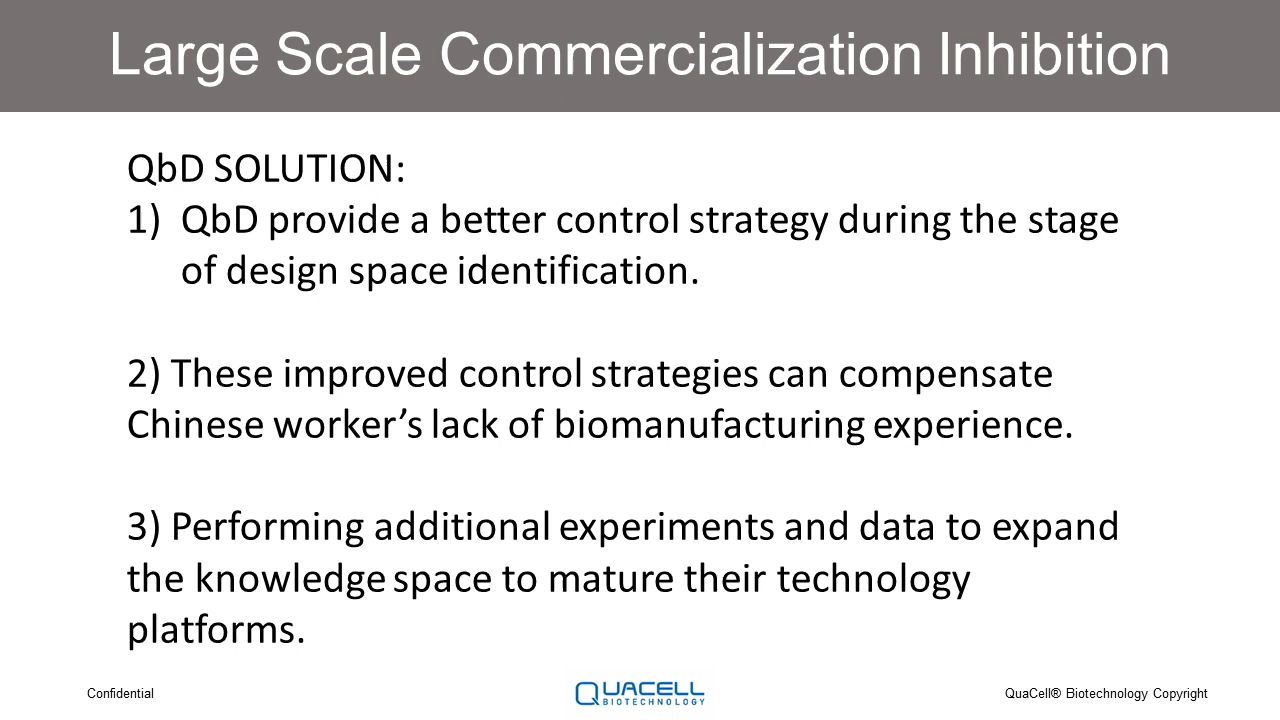 Large Scale Commercialization Inhibition
QbD SOLUTION:
1) QbD provide a better control strategy during the stage
of design space identification.
2) These improved control strategies can compensate
Chinese worker’s lack of biomanufacturing experience.
3) Performing additional experiments and data to expand
the knowledge space to mature their technology
platforms.
Confidential
QUACELL
BIOTECHNOLOGY
QuaCell® Biotechnology Copyright